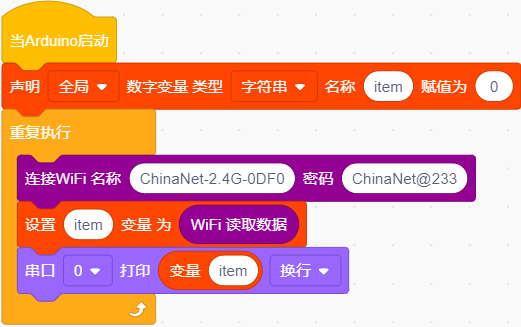 当Arduino启动
声明 全局 数字变量 类型 字符串 名称 item 赋值为 0
重复执行
连接WiFi 名称 ChinaNet-2.4G-0DF0 密码 ChinaNet@233
设置 item 变量 为 WiFi 读取数据
串口 0 打印 变量 item 换行